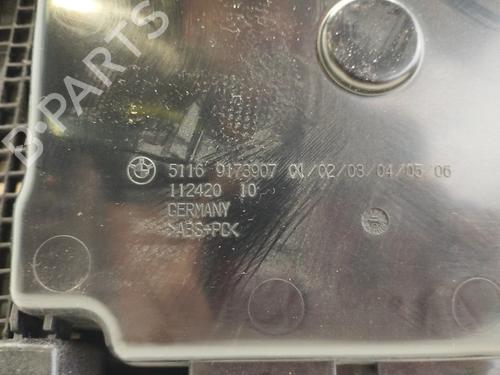 B-PARTS
5116 9173907 01/02/03/04/05/06
112420 10
GERMANY
>ABS+PC<